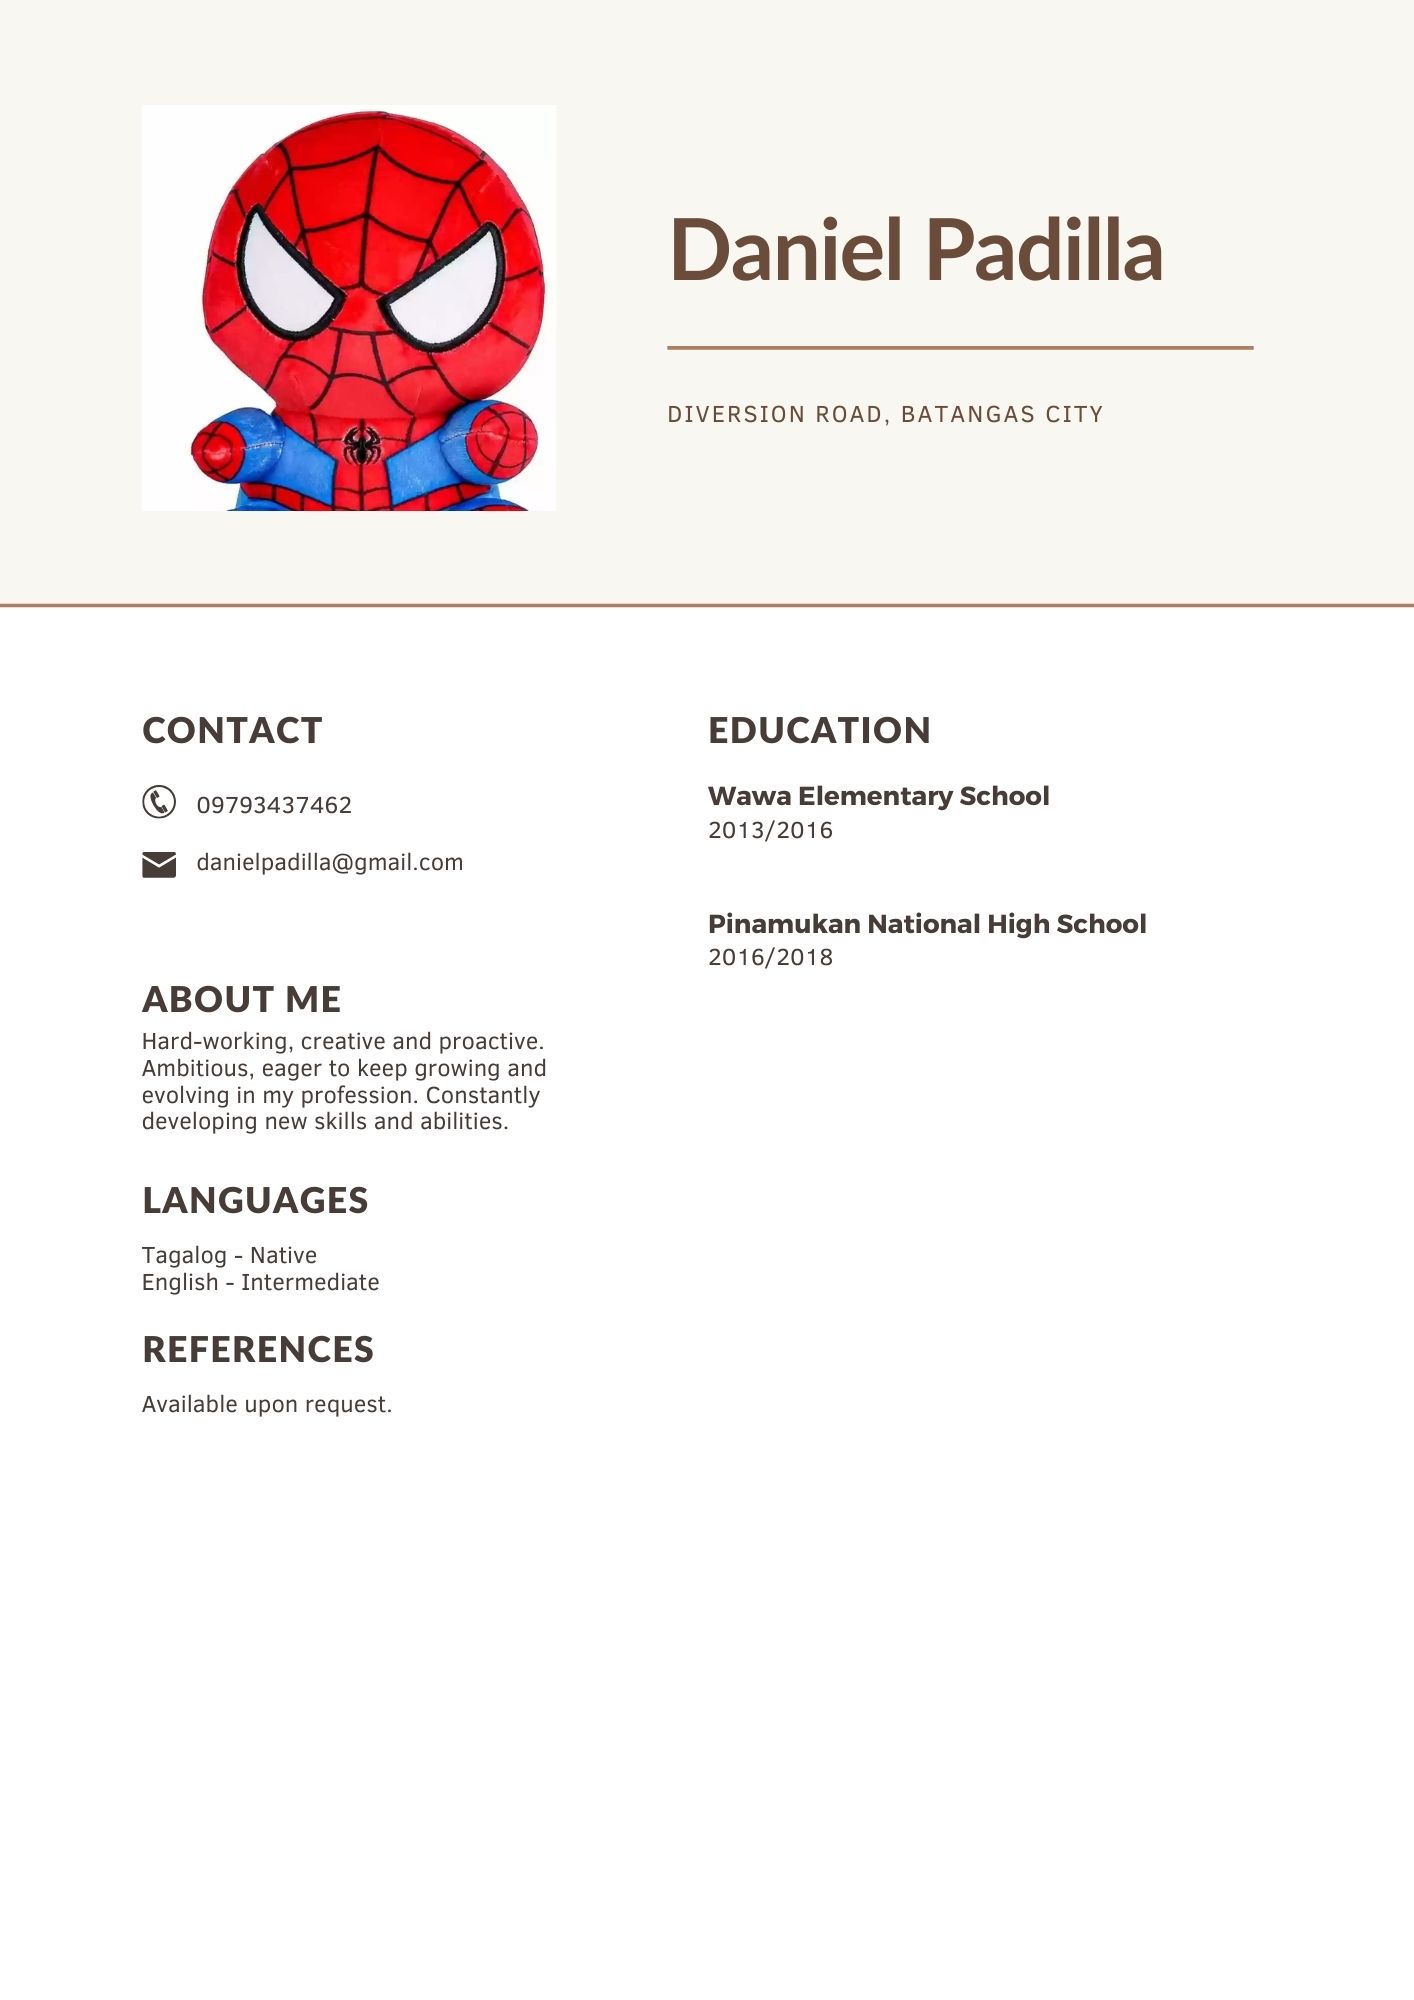 Daniel Padilla
DIVERSION ROAD, BATANGAS CITY
CONTACT
09793437462
danielpadilla@gmail.com
ABOUT ME
Hard-working, creative and proactive.
Ambitious, eager to keep growing and
evolving in my profession. Constantly
developing new skills and abilities.
LANGUAGES
Tagalog - Native
English - Intermediate
REFERENCES
Available upon request.
EDUCATION
Wawa Elementary School
2013/2016
Pinamukan National High School
2016/2018